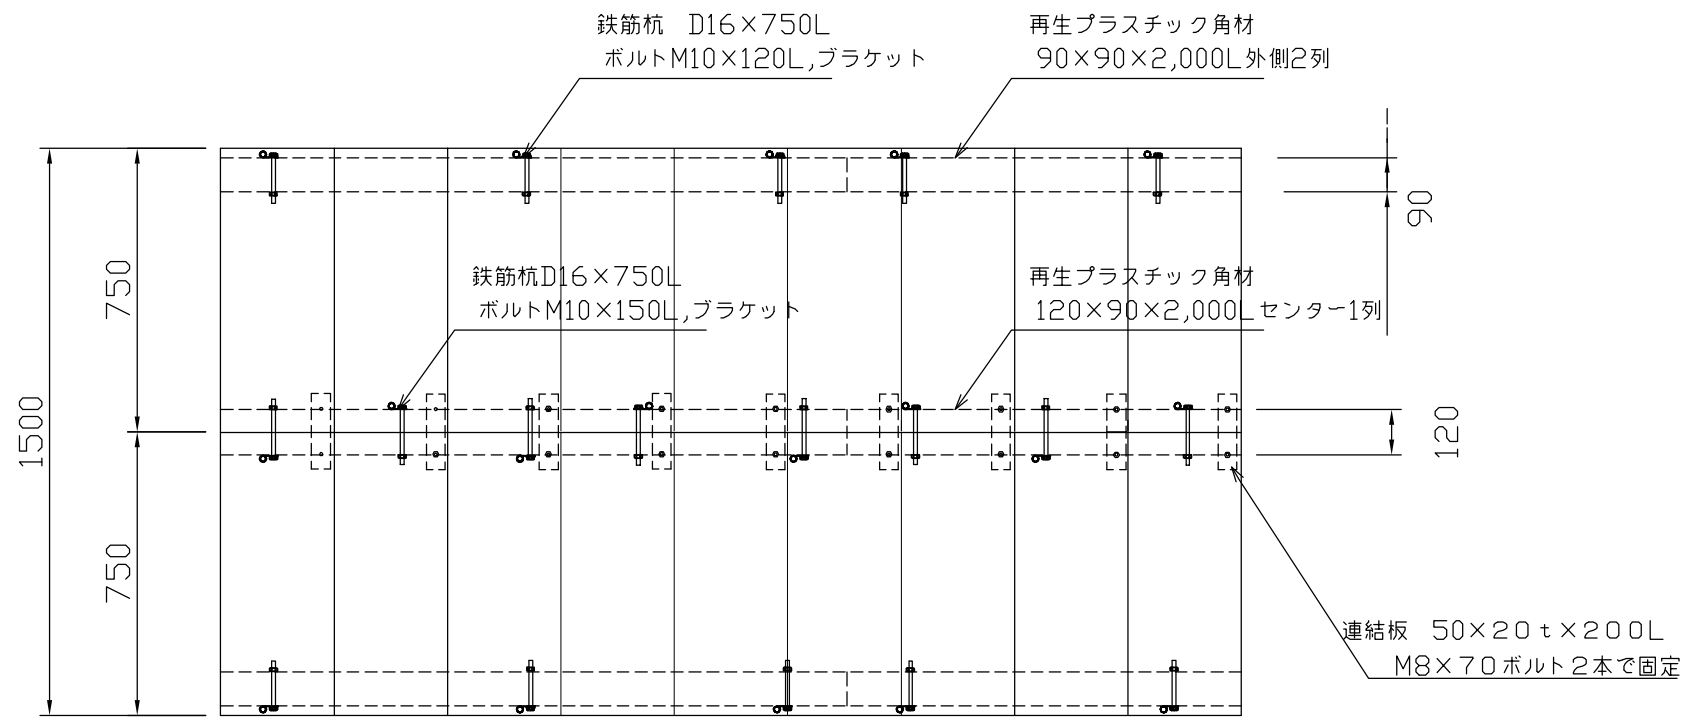 鉄筋杭　D16×750L
ボルトM10×120L,ブラケット
再生プラスチック角材
90×90×2,000L外側2列
90
750
鉄筋杭D16×750L
ボルトM10×150L,ブラケット
再生プラスチック角材
120×90×2,000Lセンター1列
1500
120
750
連結板　50×20ｔ×200L
M8×70ボルト2本で固定